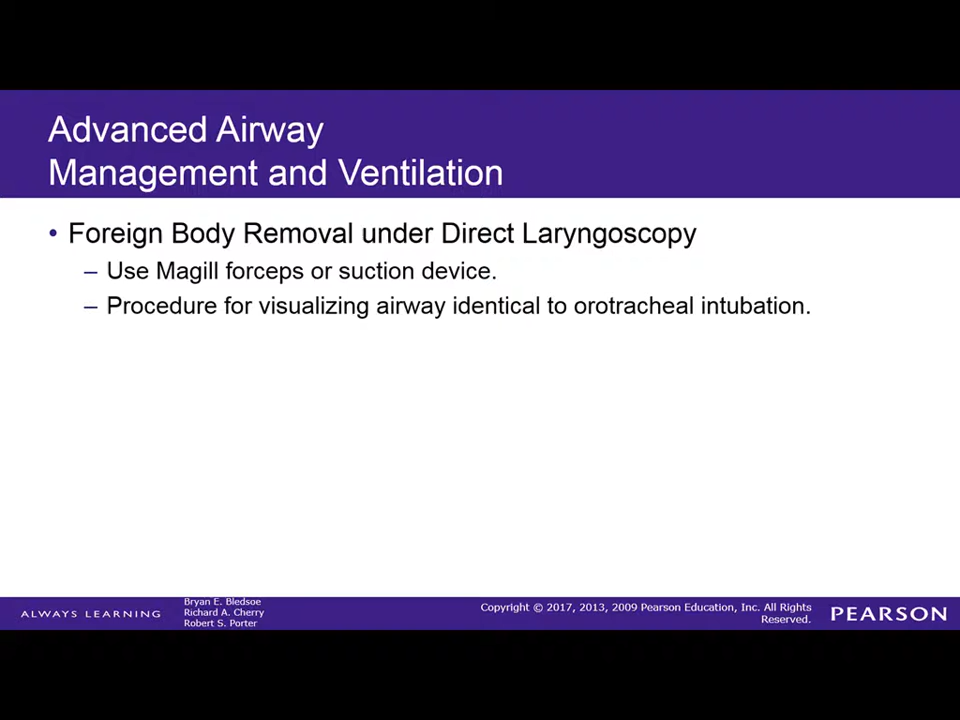 Advanced Airway
Management and Ventilation
• Foreign Body Removal under Direct Laryngoscopy
– Use Magill forceps or suction device.
– Procedure for visualizing airway identical to orotracheal intubation.
ALWAYS LEARNING
Bryan E. Bledsoe
Richard A. Cherry
Robert S. Porter
Copyright © 2017, 2013, 2009 Pearson Education, Inc. All Rights
Reserved.
PEARSON